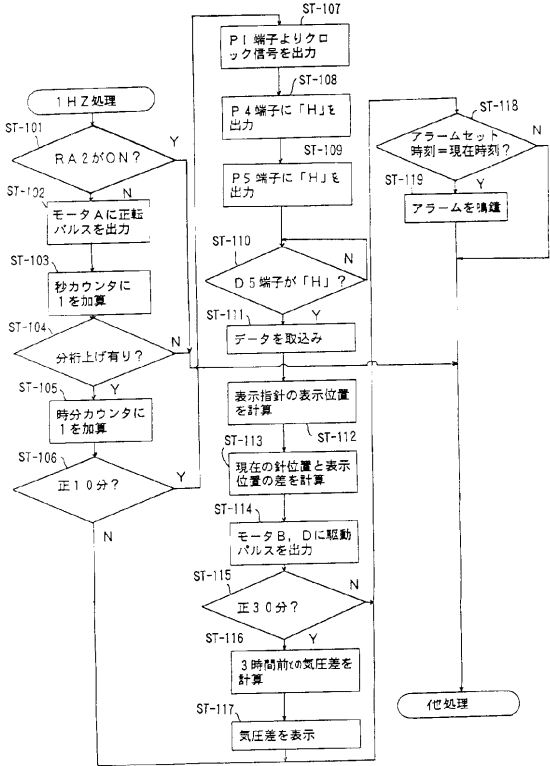 1HZ処理
ST-101
RA2がON?
Y
N
ST-102
モータAに正転
パルスを出力
ST-103
秒カウンタに
1を加算
ST-104
分桁上げ有り?
N
Y
ST-105
時分カウンタに
1を加算
ST-106
正10分?
Y
N
ST-107
P1端子よりクロ
ック信号を出力
ST-108
P4端子に「H」を
出力
ST-109
P5端子に「H」を
出力
ST-110
D5端子が「H」?
N
Y
ST-111
データを取込み
表示指針の表示位置
を計算
ST-112
ST-113
現在の針位置と表示
位置の差を計算
ST-114
モータB,Dに駆動
パルスを出力
ST-115
正30分?
N
Y
ST-116
3時間前との気圧差を
計算
ST-117
気圧差を表示
ST-118
アラームセット
時刻=現在時刻?
N
Y
ST-119
アラームを鳴鐘
他処理